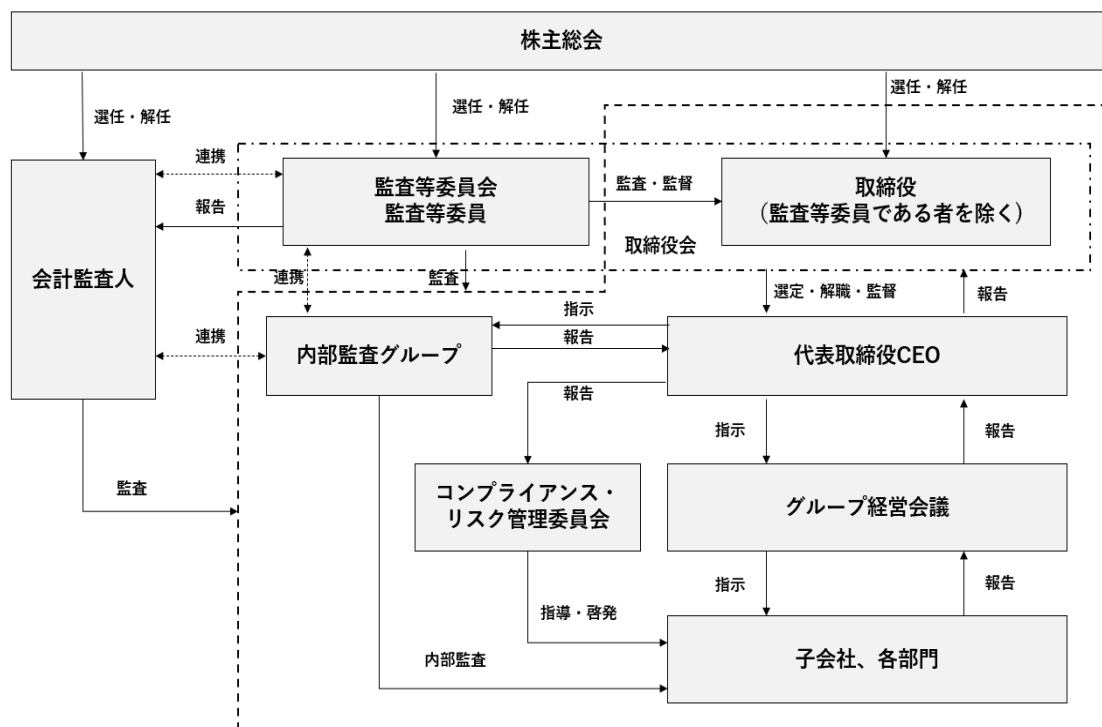 株主総会
選任・解任
選任・解任
選任・解任
連携
監査等委員会
監査等委員
監査・監督
取締役
（監査等委員である者を除く）
報告
取締役会
会計監査人
連携
監査
選定・解職・監督
報告
指示
連携
内部監査グループ
報告
代表取締役CEO
報告
指示
報告
監査
コンプライアンス・
リスク管理委員会
グループ経営会議
指示
報告
指導・啓発
内部監査
子会社、各部門